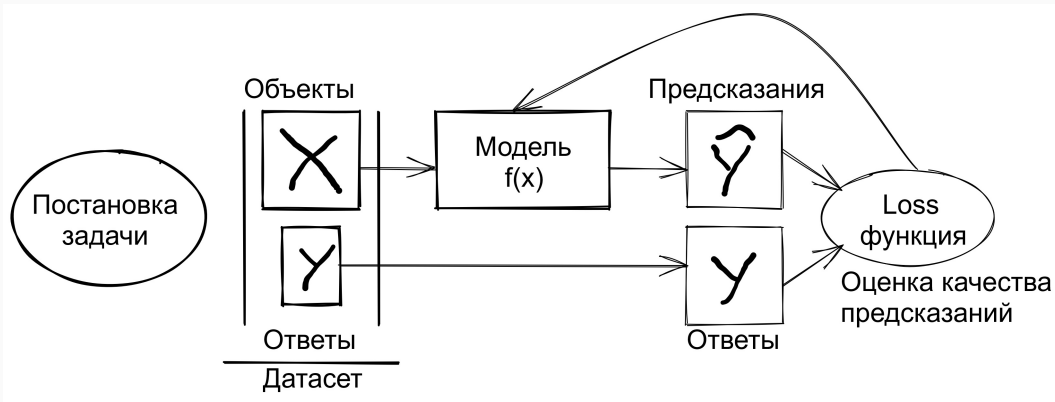 Постановка
задачи
Объекты
X
Y
Ответы
Датасет
Модель
f(x)
Предсказания
ŷ
y
Ответы
Loss
функция
Оценка качества
предсказаний